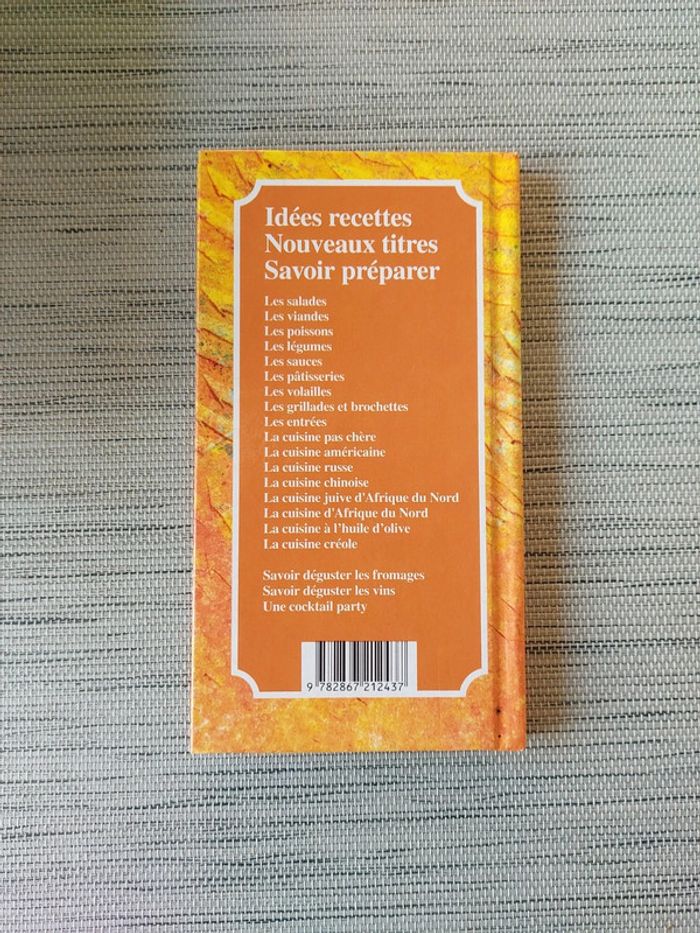 Idées recettes
Nouveaux titres
Savoir préparer
Les salades
Les viandes
Les poissons
Les légumes
Les sauces
Les pâtisseries
Les volailles
Les grillades et brochettes
Les entrées
La cuisine pas chère
La cuisine américaine
La cuisine russe
La cuisine chinoise
La cuisine juive d'Afrique du Nord
La cuisine d'Afrique du Nord
La cuisine à l'huile d'olive
La cuisine créole
Savoir déguster les fromages
Savoir déguster les vins
Une cocktail party
9 782867 212437